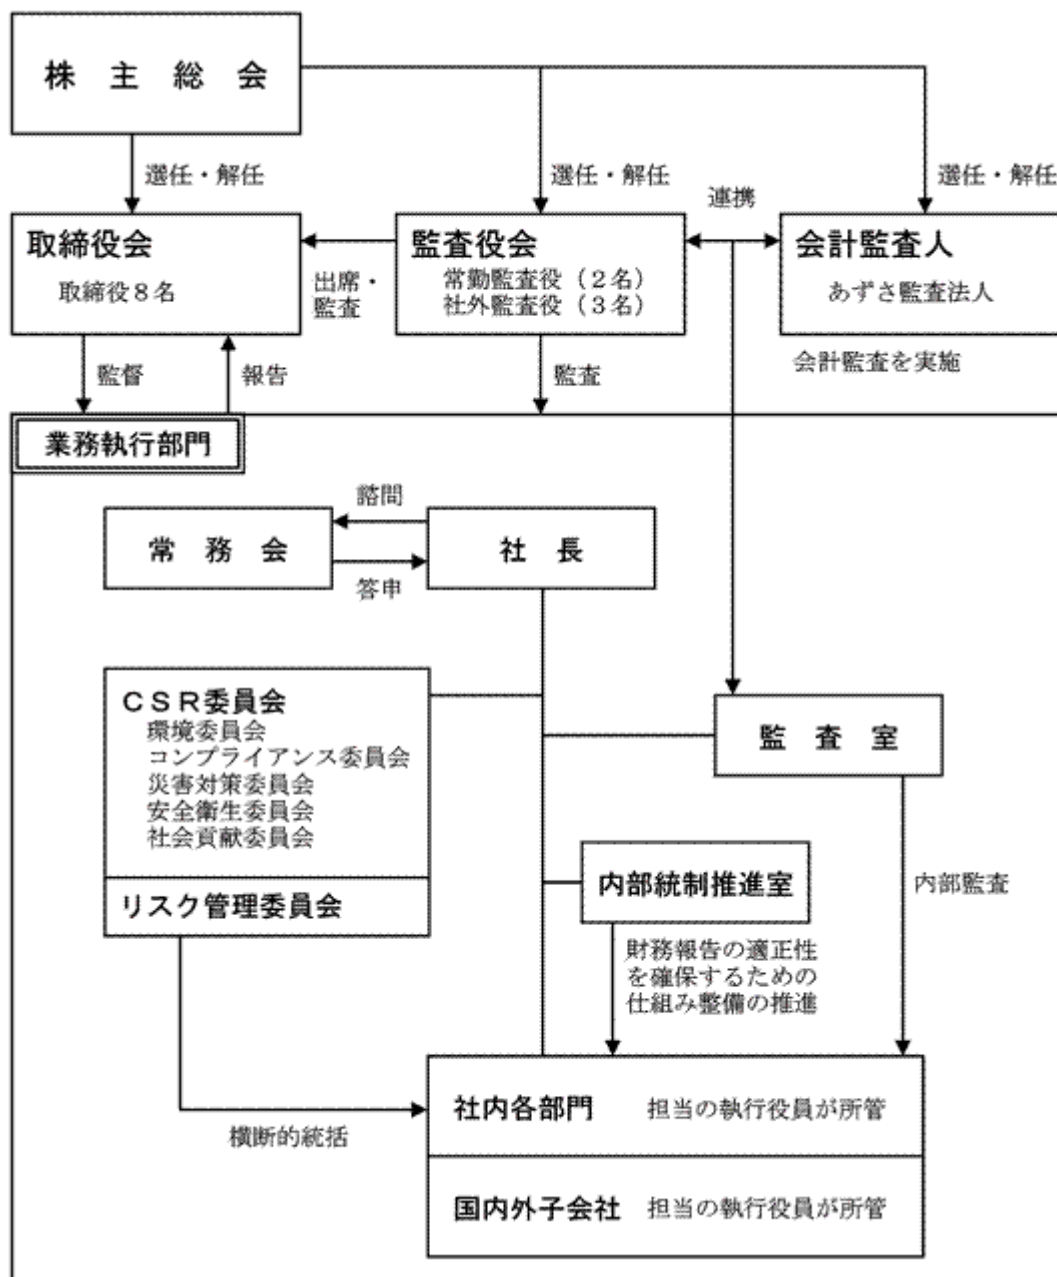 株主総会
選任・解任
選任・解任
選任・解任
取締役会
取締役8名
出席・
監査
監査役会
常勤監査役（2名）
社外監査役（3名）
連携
会計監査人
あずさ監査法人
会計監査を実施
監督
報告
監査
業務執行部門
常務会
諮問
答申
社長
CSR委員会
環境委員会
コンプライアンス委員会
災害対策委員会
安全衛生委員会
社会貢献委員会
リスク管理委員会
監査室
内部統制推進室
内部監査
財務報告の適正性
を確保するための
仕組み整備の推進
横断的統括
社内各部門 担当の執行役員が所管
国内外子会社 担当の執行役員が所管